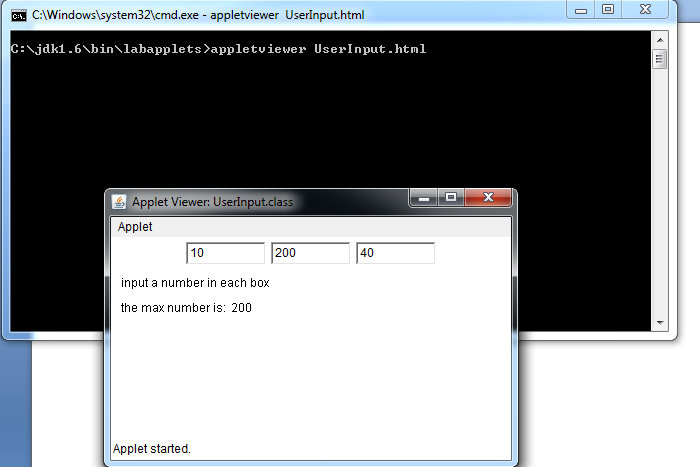 C:\Windows\system32\cmd.exe - appletviewer  UserInput.html
C:\jdk1.6\bin\labapplets>appletviewer UserInput.html
Applet Viewer: UserInput.class
Applet
10 200 40
input a number in each box
the max number is:  200
Applet started.